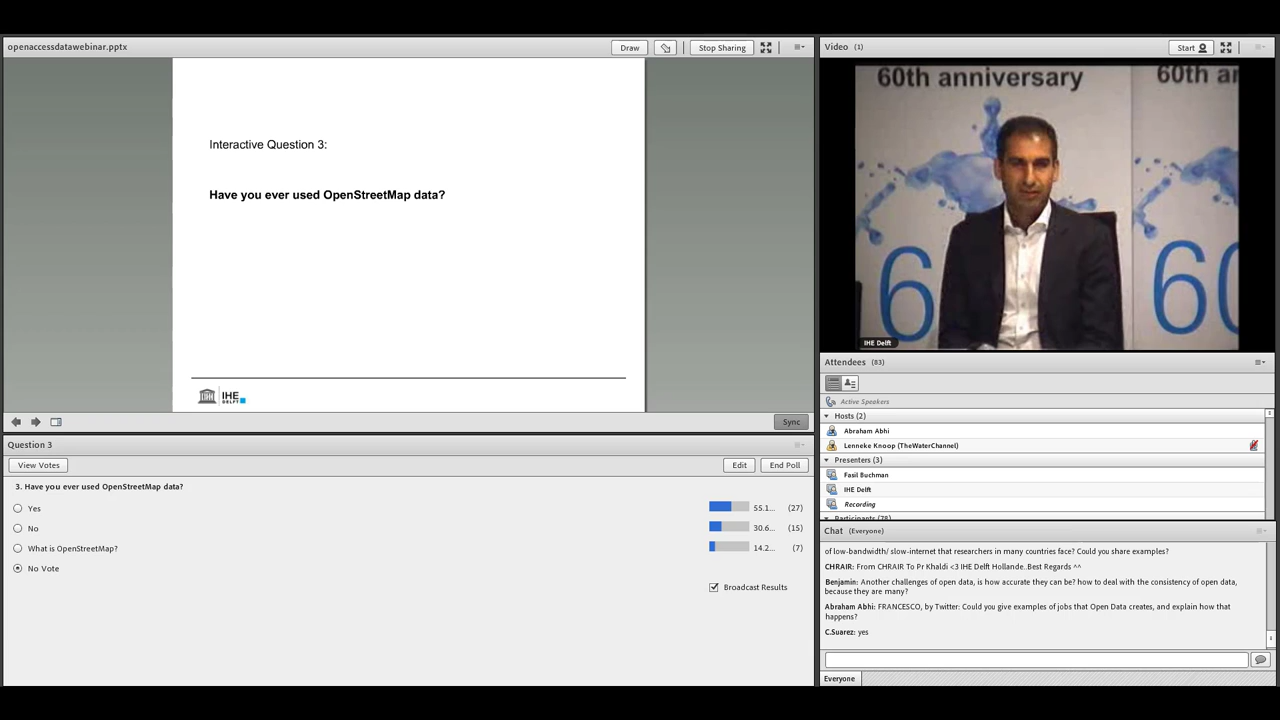 openaccessdatawebinar.pptx
Draw
Stop Sharing
Interactive Question 3:
Have you ever used OpenStreetMap data?
IHE
DELFT
Sync
Question 3
View Votes
Edit
End Poll
3. Have you ever used OpenStreetMap data?
Yes
55.1... (27)
No
30.6... (15)
What is OpenStreetMap?
14.2... (7)
No Vote
Broadcast Results
Video (1)
Start
60th anniversary
60th an
6
60
IHE Delft
Attendees (83)
Active Speakers
Hosts (2)
Abraham Abhi
Lenneke Knoop (TheWaterChannel)
Presenters (3)
Fasil Buchman
IHE Delft
Recording
Participants (78)
Chat (Everyone)
of low-bandwidth/ slow-internet that researchers in many countries face? Could you share examples?
CHRAIR: From CHRAIR To Pr Khaldi <3 IHE Delft Hollande..Best Regards ^^
Benjamin: Another challenges of open data, is how accurate they can be? how to deal with the consistency of open data,
because they are many?
Abraham Abhi: FRANCESCO, by Twitter: Could you give examples of jobs that Open Data creates, and explain how that
happens?
C.Suarez: yes
Everyone